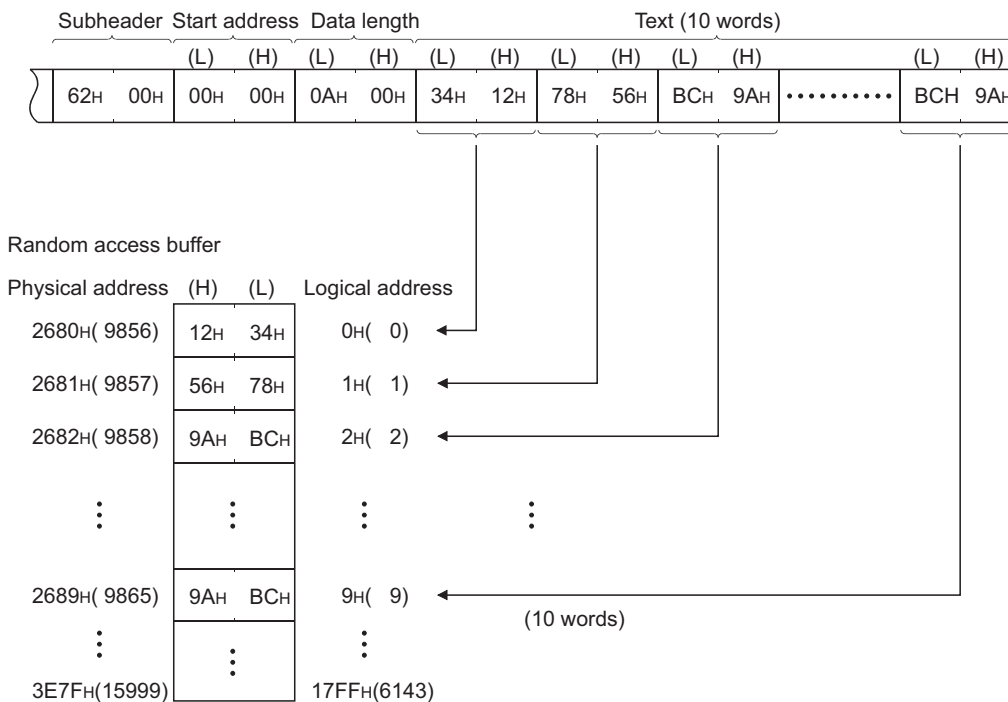 Subheader Start address Data length Text (10 words)
(L) (H) (L) (H) (L) (H) (L) (H) (L) (H) (L) (H)
62H 00H 00H 00H 0AH 00H 34H 12H 78H 56H BCH 9AH •••••••••• BCH 9AH
Random access buffer
Physical address (H) (L) Logical address
2680H( 9856) 12H 34H 0H( 0)
2681H( 9857) 56H 78H 1H( 1)
2682H( 9858) 9AH BCH 2H( 2)
2689H( 9865) 9AH BCH 9H( 9)
(10 words)
3E7FH(15999) 17FFH(6143)